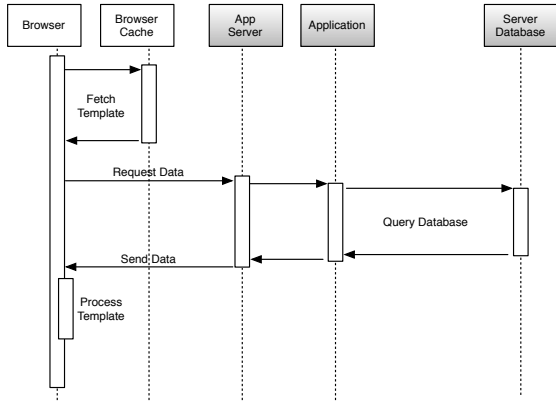 Browser
Browser
Cache
App
Server
Application
Server
Database
Fetch
Template
Request Data
Query Database
Send Data
Process
Template